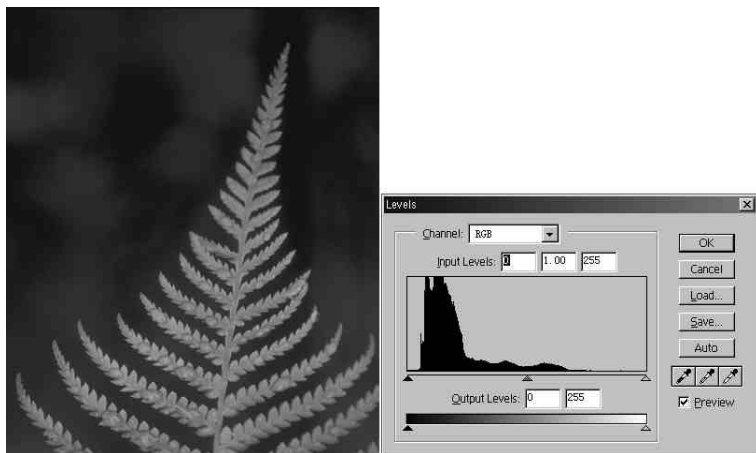 Levels
Channel: RGB
Input Levels: 0 1.00 255
Output Levels: 0 255
OK
Cancel
Load...
Save...
Auto
Preview